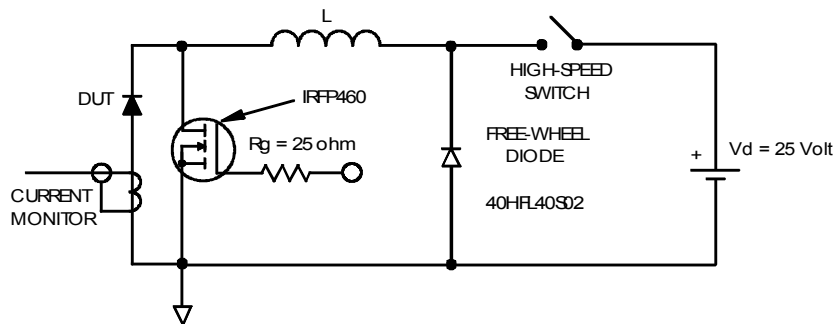 L
HIGH-SPEED
SWITCH
DUT
IRFP460
Rg = 25 ohm
FREE-WHEEL
DIODE
40HFL40S02
+
Vd = 25 Volt
CURRENT
MONITOR